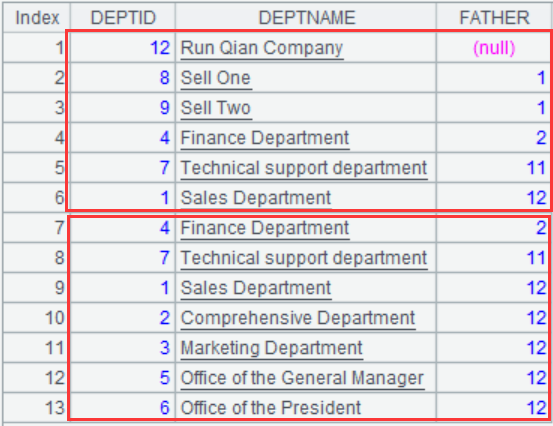 Index DEPTID DEPTNAME FATHER
1 12 Run Qian Company (null)
2 8 Sell One 1
3 9 Sell Two 1
4 4 Finance Department 2
5 7 Technical support department 11
6 1 Sales Department 12
7 4 Finance Department 2
8 7 Technical support department 11
9 1 Sales Department 12
10 2 Comprehensive Department 12
11 3 Marketing Department 12
12 5 Office of the General Manager 12
13 6 Office of the President 12